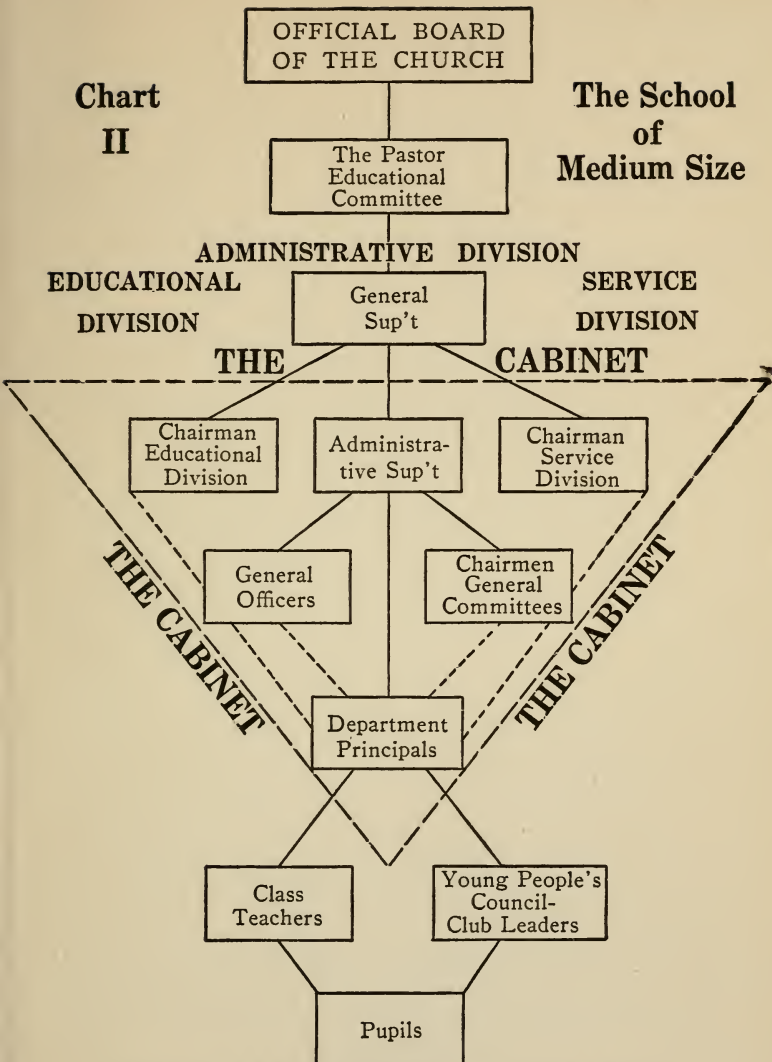 OFFICIAL BOARD
OF THE CHURCH
Chart
II
The School
of
Medium Size
The Pastor
Educational
Committee
ADMINISTRATIVE DIVISION
EDUCATIONAL
DIVISION
General
Sup't
SERVICE
DIVISION
THE CABINET
Chairman
Educational
Division
Administra-
tive Sup't
Chairman
Service
Division
General
Officers
Chairmen
General
Committees
THE CABINET
THE CABINET
Department
Principals
Class
Teachers
Young People's
Council-
Club Leaders
Pupils